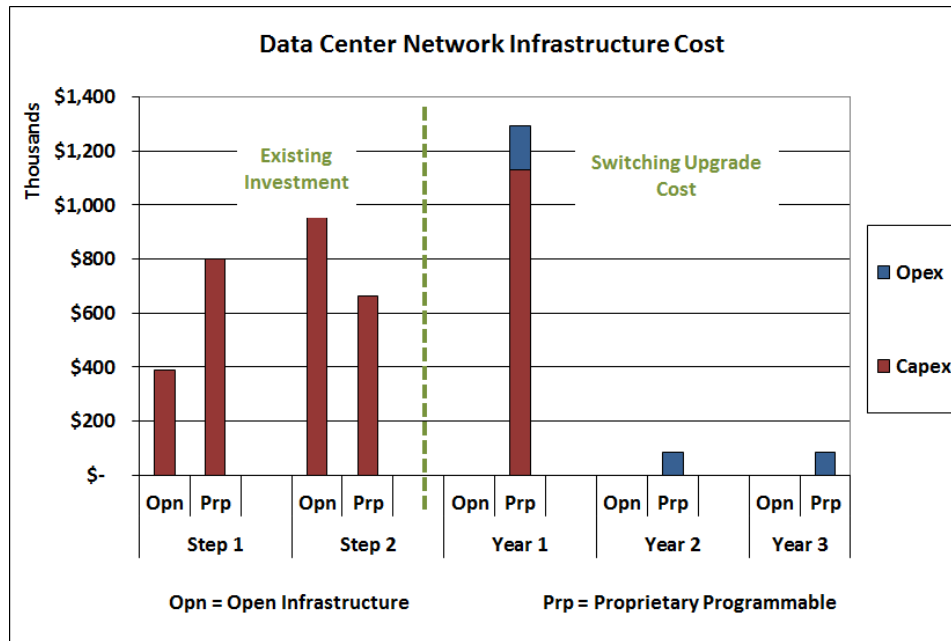 Data Center Network Infrastructure Cost
Thousands
$1,400
$1,200
$1,000
$800
$600
$400
$200
$-
Existing
Investment
Switching Upgrade
Cost
Opex
Capex
Opn Prp Opn Prp Opn Prp Opn Prp Opn Prp
Step 1 Step 2 Year 1 Year 2 Year 3
Opn = Open Infrastructure Prp = Proprietary Programmable